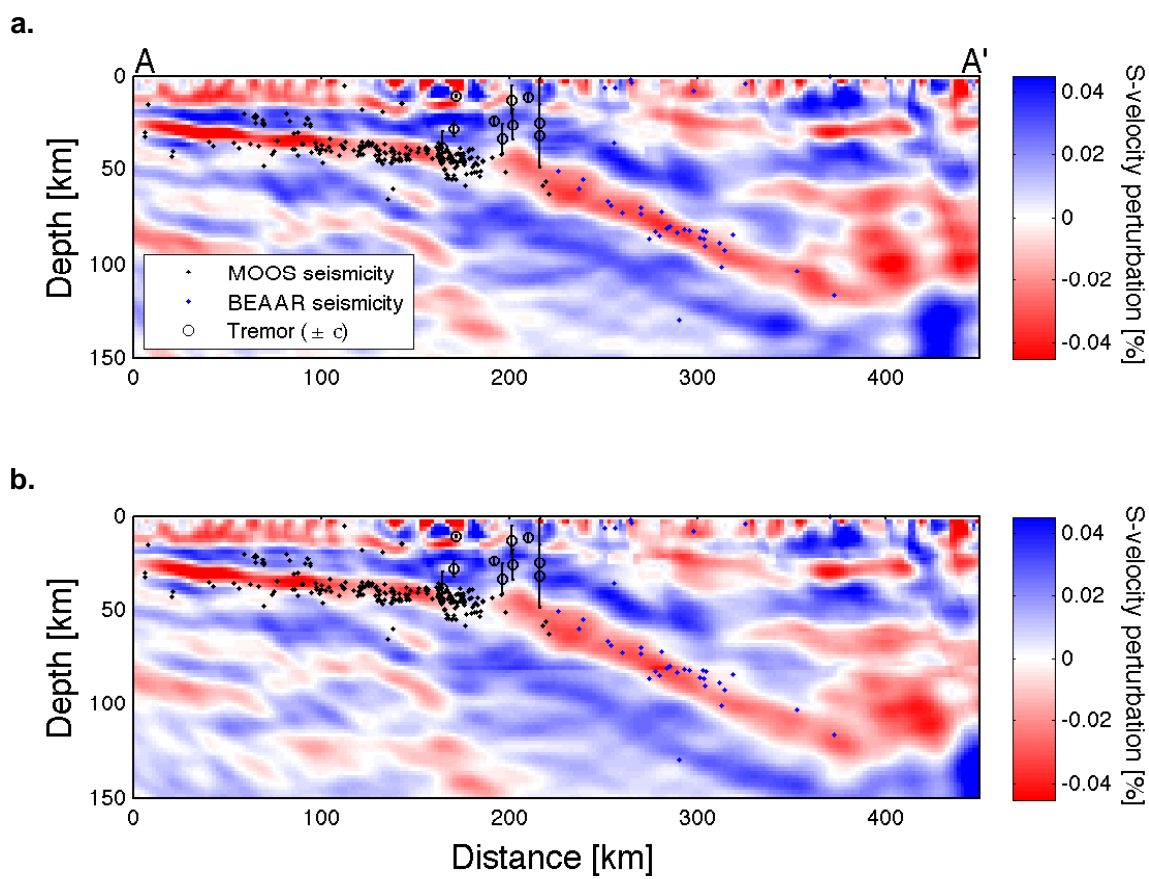 a.
A A'
0
50
100
150
Depth [km]
MOOS seismicity
BEAAR seismicity
Tremor (± c)
0 100 200 300 400
0.04
0.02
0
-0.02
-0.04
S-velocity perturbation [%]
b.
0
50
100
150
Depth [km]
0 100 200 300 400
Distance [km]
0.04
0.02
0
-0.02
-0.04
S-velocity perturbation [%]